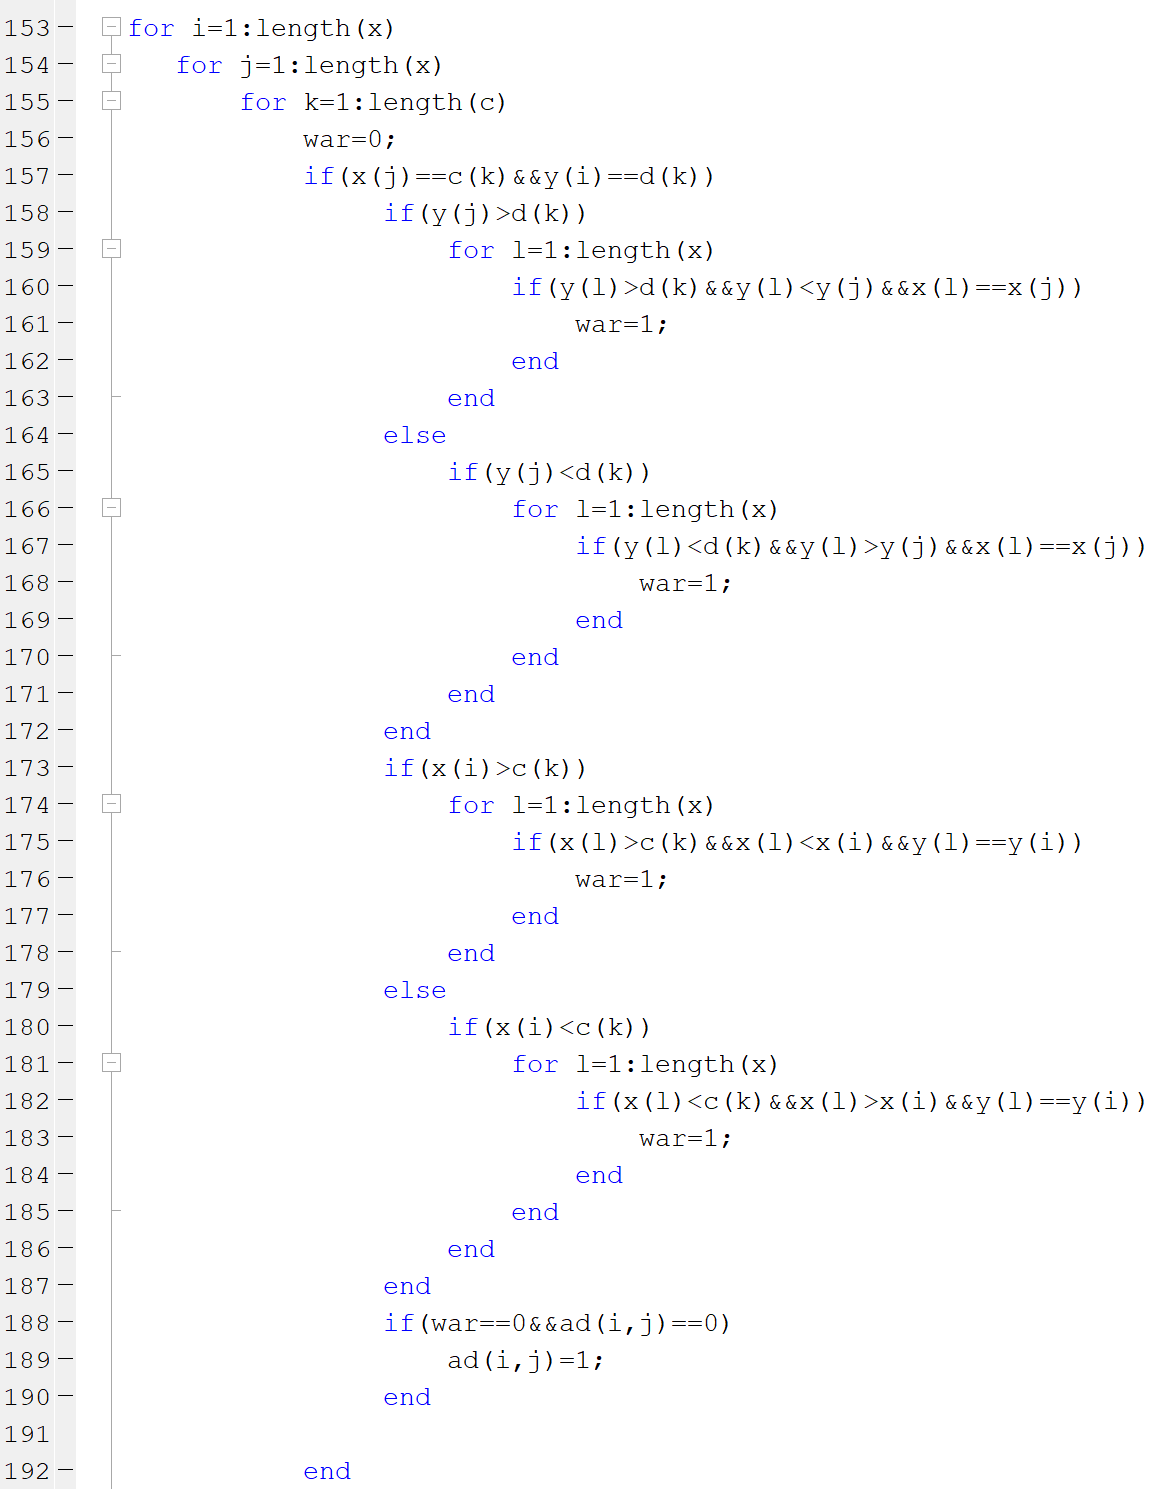 153 for i=1:length(x)
154 for j=1:length(x)
155 for k=1:length(c)
156 war=0;
157 if(x(j)==c(k)&&y(i)==d(k))
158 if(y(j)>d(k))
159 for l=1:length(x)
160 if(y(l)>d(k)&&y(l)<y(j)&&x(l)==x(j))
161 war=1;
162 end
163 end
164 else
165 if(y(j)<d(k))
166 for l=1:length(x)
167 if(y(l)<d(k)&&y(l)>y(j)&&x(l)==x(j))
168 war=1;
169 end
170 end
171 end
172 end
173 if(x(i)>c(k))
174 for l=1:length(x)
175 if(x(l)>c(k)&&x(l)<x(i)&&y(l)==y(i))
176 war=1;
177 end
178 end
179 else
180 if(x(i)<c(k))
181 for l=1:length(x)
182 if(x(l)<c(k)&&x(l)>x(i)&&y(l)==y(i))
183 war=1;
184 end
185 end
186 end
187 end
188 if(war==0&&ad(i,j)==0)
189 ad(i,j)=1;
190 end
191
192 end